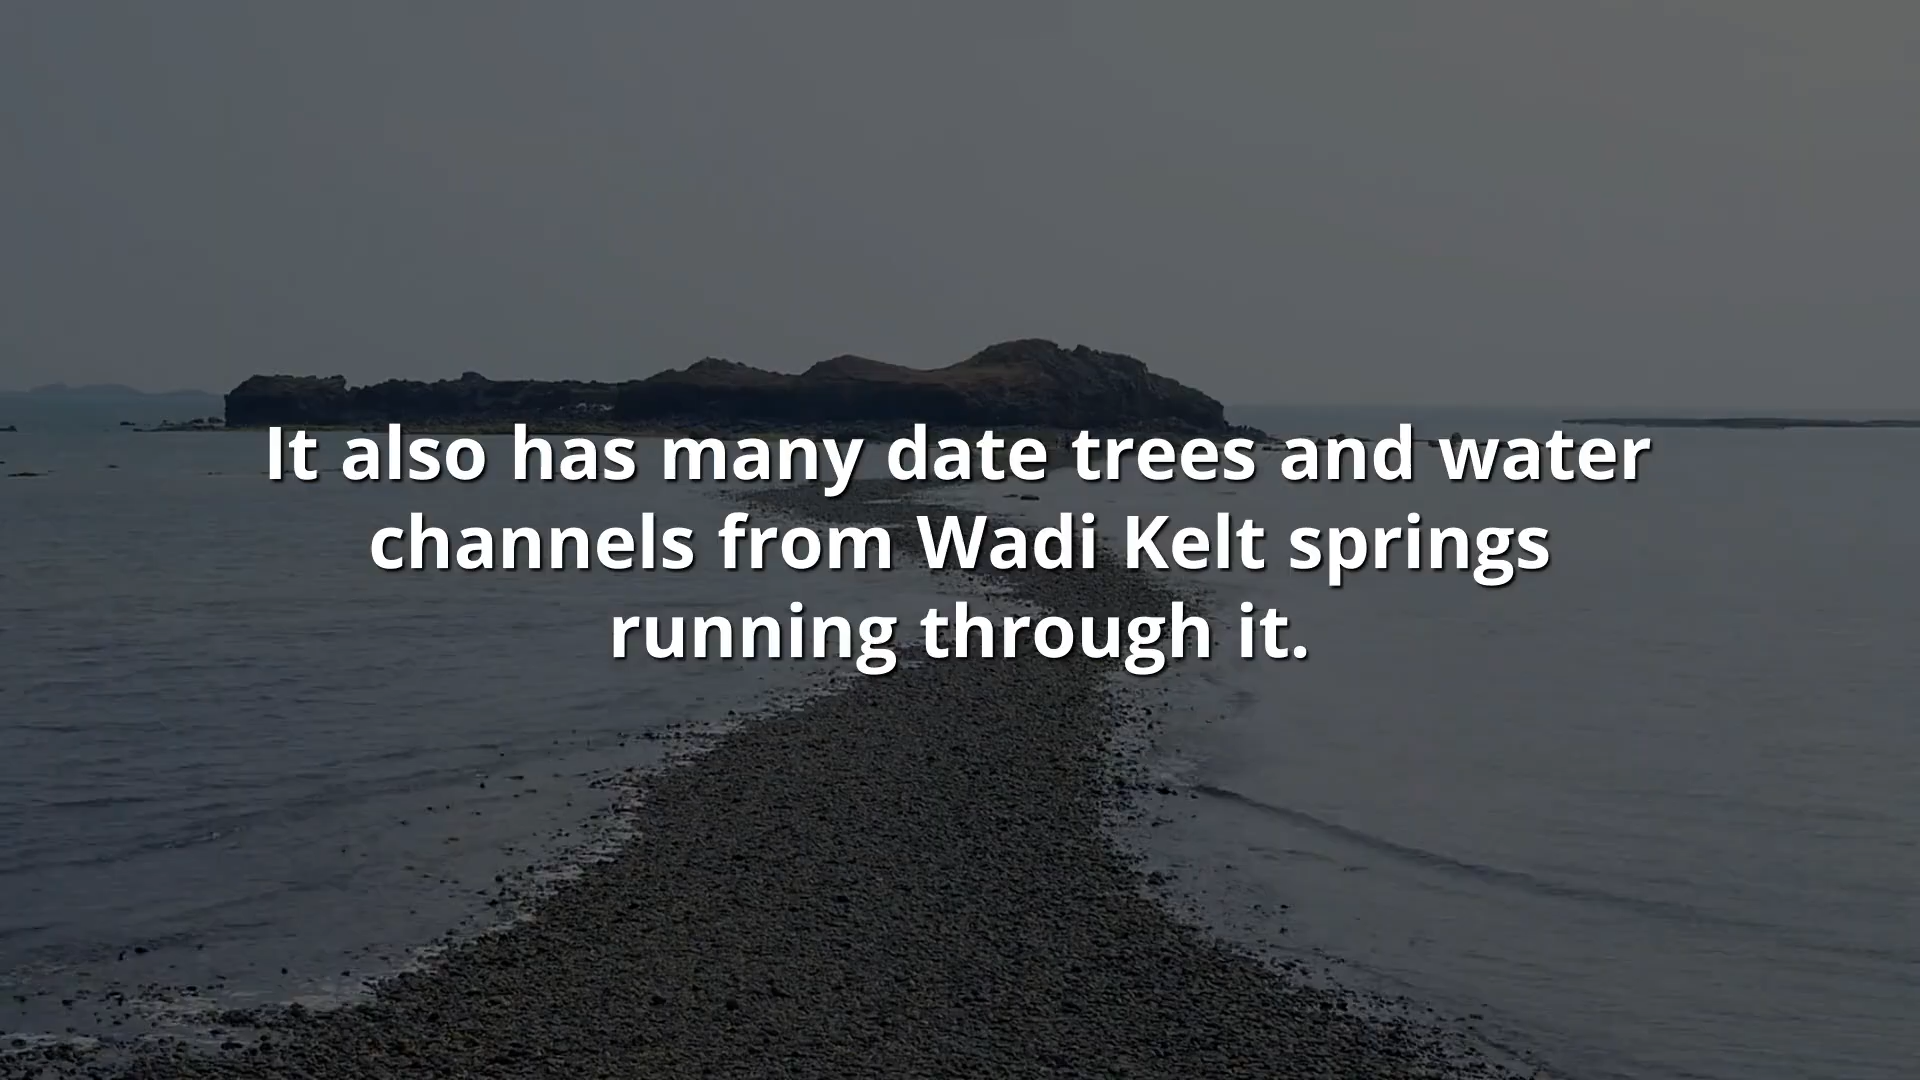 It also has many date trees and water
channels from Wadi Kelt springs
running through it.